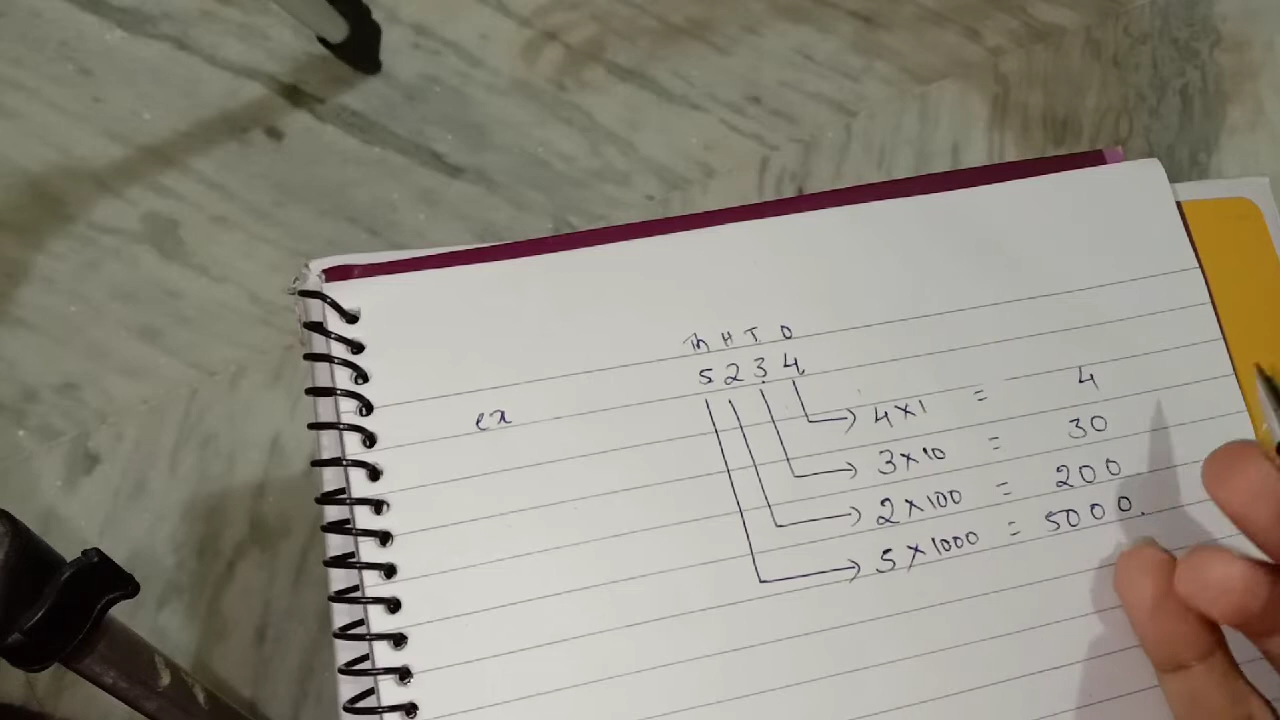 Th H T O
5 2 3 4
ex
4 × 1 = 4
3 × 10 = 30
2 × 100 = 200
5 × 1000 = 5000.